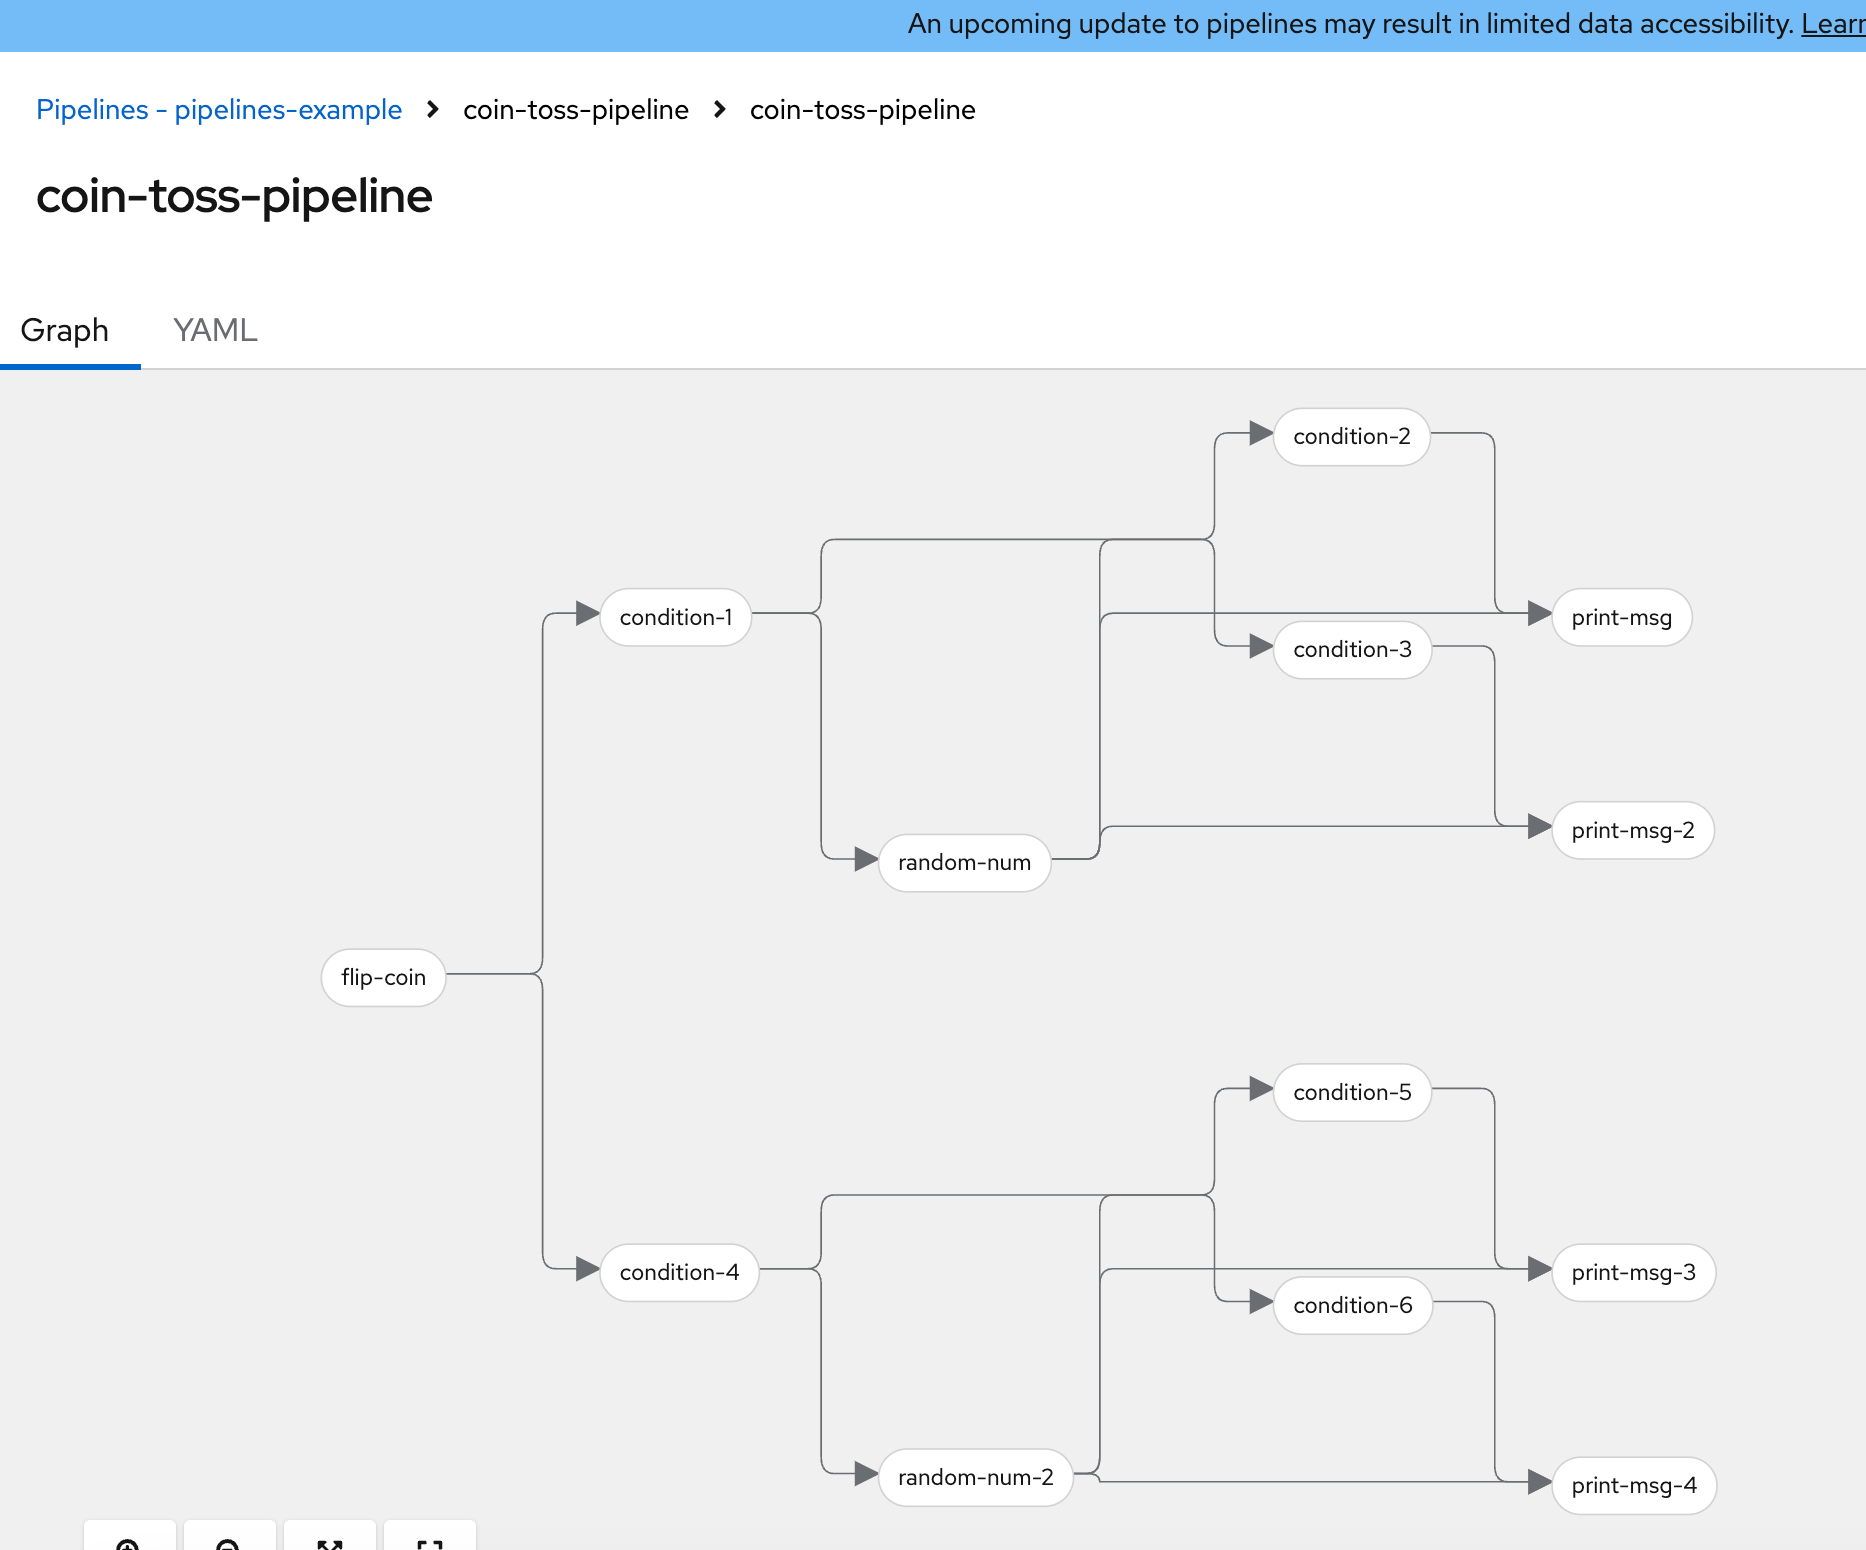 An upcoming update to pipelines may result in limited data accessibility. Learn
Pipelines - pipelines-example > coin-toss-pipeline > coin-toss-pipeline
coin-toss-pipeline
Graph YAML
condition-2
condition-1
print-msg
condition-3
print-msg-2
random-num
flip-coin
condition-5
condition-4
print-msg-3
condition-6
random-num-2
print-msg-4